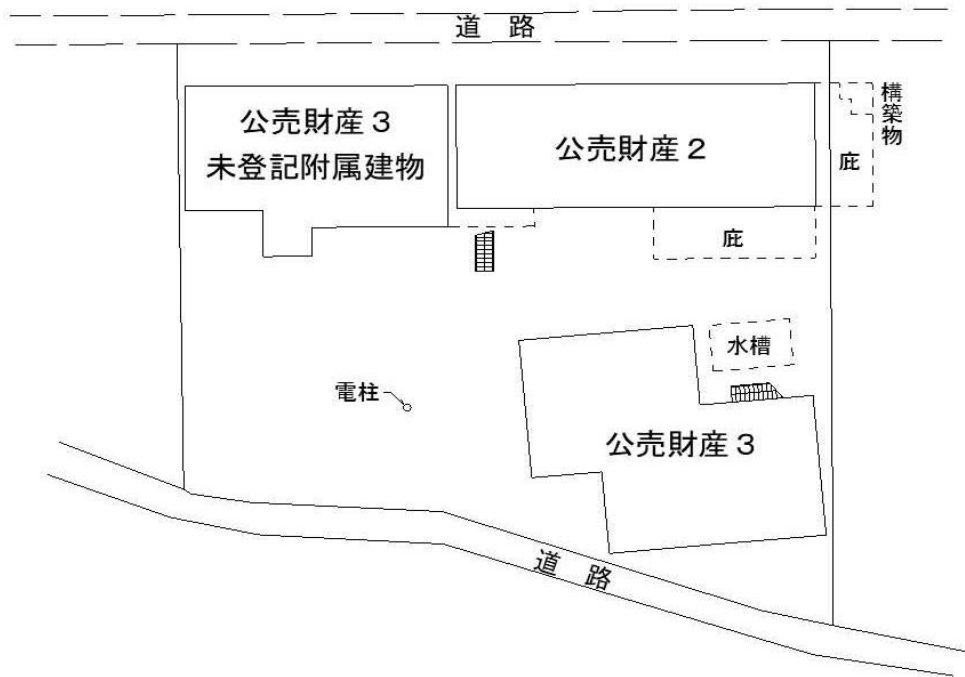 道 路
公売財産３
未登記附属建物
公売財産２
構築物
庇
庇
水槽
電柱
公売財産３
道 路